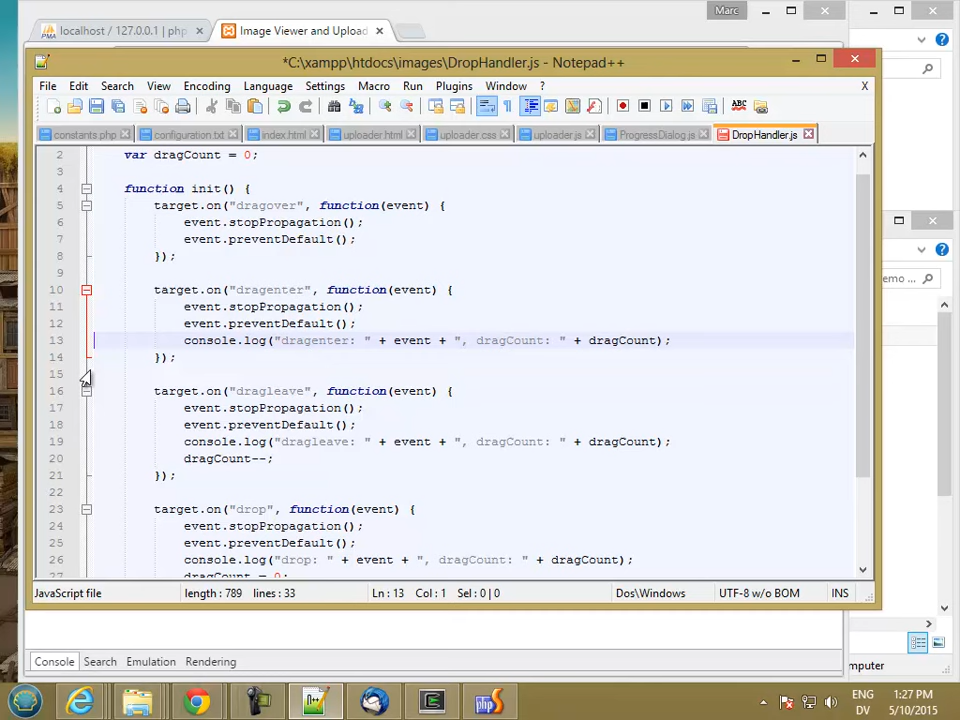 Marc
localhost / 127.0.0.1 | php
Image Viewer and Upload
*C:\xampp\htdocs\images\DropHandler.js - Notepad++
File Edit Search View Encoding Language Settings Macro Run Plugins Window ? X
constants.php configuration.txt index.html uploader.html uploader.css uploader.js ProgressDialog.js DropHandler.js
2 var dragCount = 0;
3
4 function init() {
5 target.on("dragover", function(event) {
6 event.stopPropagation();
7 event.preventDefault();
8 });
9
10 target.on("dragenter", function(event) {
11 event.stopPropagation();
12 event.preventDefault();
13 console.log("dragenter: " + event + ", dragCount: " + dragCount);
14 });
15
16 target.on("dragleave", function(event) {
17 event.stopPropagation();
18 event.preventDefault();
19 console.log("dragleave: " + event + ", dragCount: " + dragCount);
20 dragCount--;
21 });
22
23 target.on("drop", function(event) {
24 event.stopPropagation();
25 event.preventDefault();
26 console.log("drop: " + event + ", dragCount: " + dragCount);
27 dragCount = 0;
emo ...
JavaScript file length : 789 lines : 33 Ln : 13 Col : 1 Sel : 0 | 0 Dos\Windows UTF-8 w/o BOM INS
Console Search Emulation Rendering
mputer
ENG 1:27 PM
DV 5/10/2015